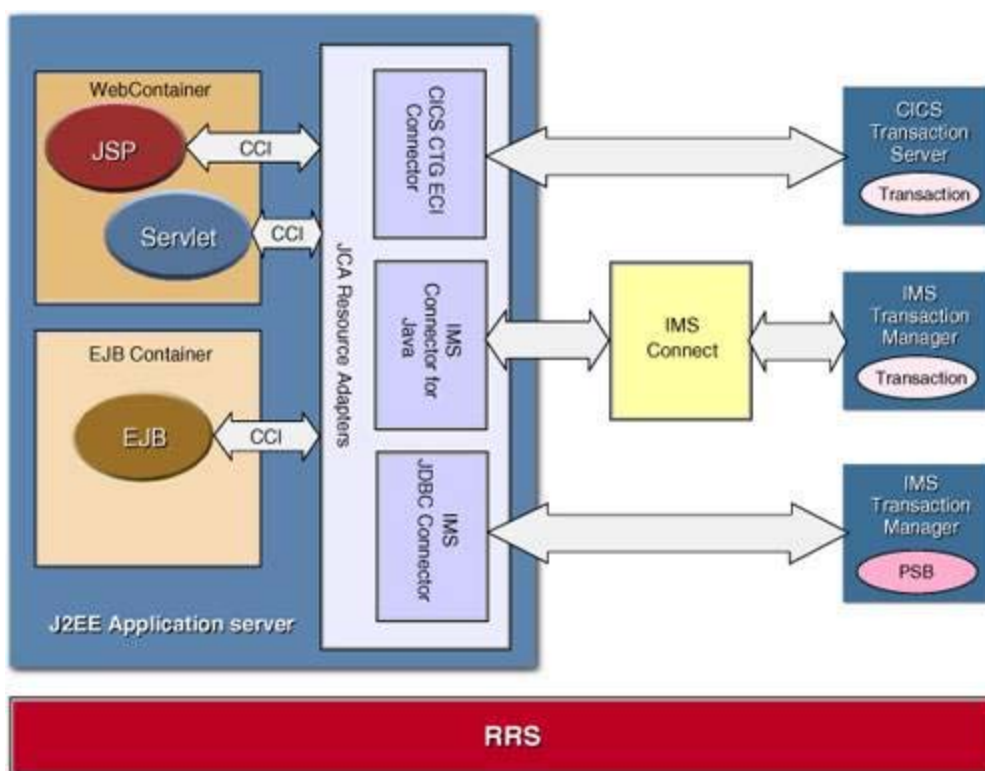 WebContainer
JSP
CCI
Servlet
CCI
EJB Container
EJB
CCI
J2EE Application server
JCA Resource Adapters
CICS CTG ECI
Connector
IMS
Connector for
Java
IMS
JDBC Connector
IMS
Connect
CICS
Transaction
Server
Transaction
IMS
Transaction
Manager
Transaction
IMS
Transaction
Manager
PSB
RRS